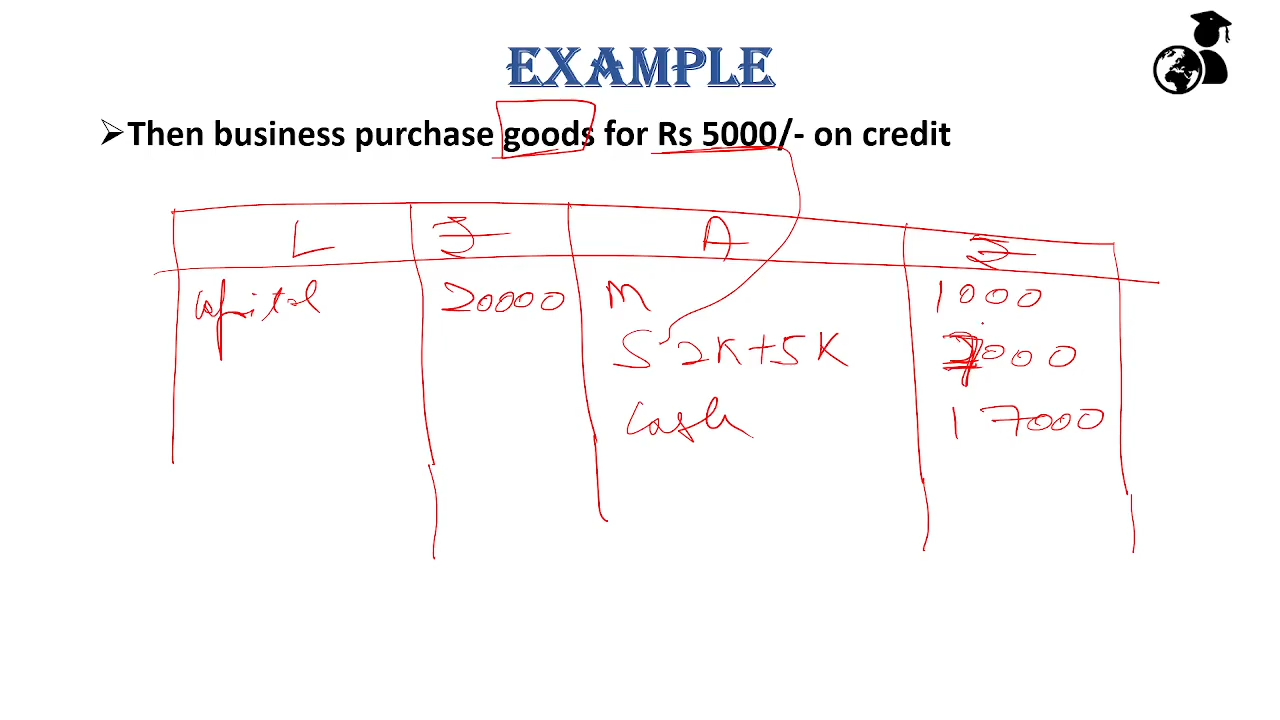 EXAMPLE
➢Then business purchase goods for Rs 5000/- on credit
L ₹ A ₹
Capital 20000 M 1000
S 2K+5K 7000
Cash 17000